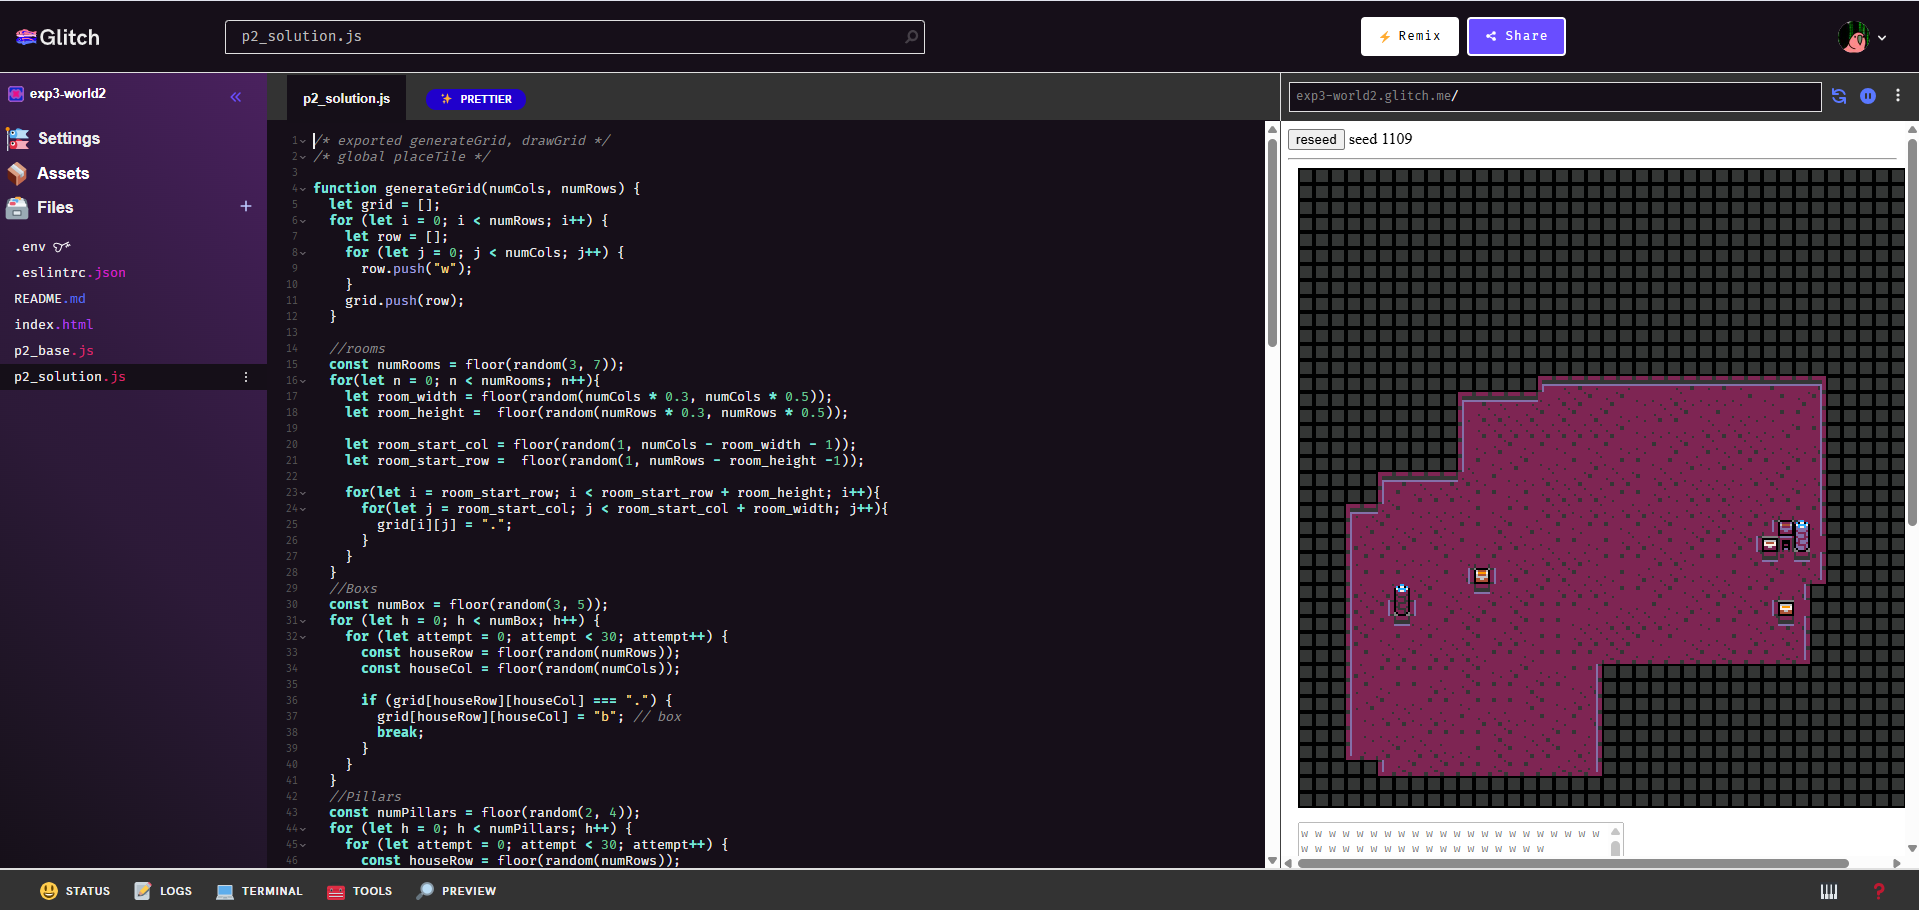 Glitch
p2_solution.js
Remix
Share
exp3-world2
«
Settings
Assets
Files
+
.env
.eslintrc.json
README.md
index.html
p2_base.js
p2_solution.js
p2_solution.js
PRETTIER
1 /* exported generateGrid, drawGrid */
2 /* global placeTile */
3
4 function generateGrid(numCols, numRows) {
5 let grid = [];
6 for (let i = 0; i < numRows; i++) {
7 let row = [];
8 for (let j = 0; j < numCols; j++) {
9 row.push("w");
10 }
11 grid.push(row);
12 }
13
14 //rooms
15 const numRooms = floor(random(3, 7));
16 for(let n = 0; n < numRooms; n++){
17 let room_width = floor(random(numCols * 0.3, numCols * 0.5));
18 let room_height =  floor(random(numRows * 0.3, numRows * 0.5));
19
20 let room_start_col = floor(random(1, numCols - room_width - 1));
21 let room_start_row =  floor(random(1, numRows - room_height -1));
22
23 for(let i = room_start_row; i < room_start_row + room_height; i++){
24 for(let j = room_start_col; j < room_start_col + room_width; j++){
25 grid[i][j] = ".";
26 }
27 }
28 }
29 //Boxs
30 const numBox = floor(random(3, 5));
31 for (let h = 0; h < numBox; h++) {
32 for (let attempt = 0; attempt < 30; attempt++) {
33 const houseRow = floor(random(numRows));
34 const houseCol = floor(random(numCols));
35
36 if (grid[houseRow][houseCol] === ".") {
37 grid[houseRow][houseCol] = "b"; // box
38 break;
39 }
40 }
41 }
42 //Pillars
43 const numPillars = floor(random(2, 4));
44 for (let h = 0; h < numPillars; h++) {
45 for (let attempt = 0; attempt < 30; attempt++) {
46 const houseRow = floor(random(numRows));
exp3-world2.glitch.me/
reseed seed 1109
w w w w w w w w w w w w w w w w w w w w w w
w w w w w w w w w w w w w w w w w w
STATUS
LOGS
TERMINAL
TOOLS
PREVIEW
?